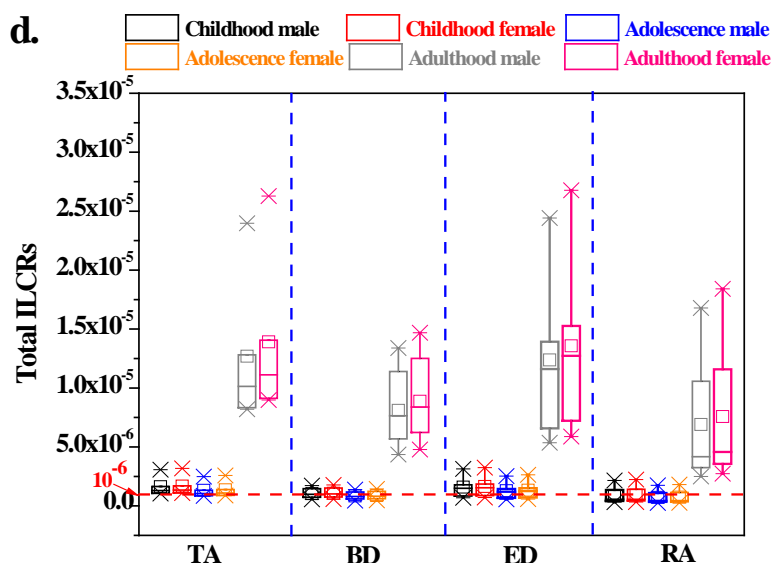 d.
Childhood male Childhood female Adolescence male
Adolescence female Adulthood male Adulthood female
Total ILCRs
3.5x10⁻⁵
3.0x10⁻⁵
2.5x10⁻⁵
2.0x10⁻⁵
1.5x10⁻⁵
1.0x10⁻⁵
5.0x10⁻⁶
10⁻⁶
0.0
TA BD ED RA